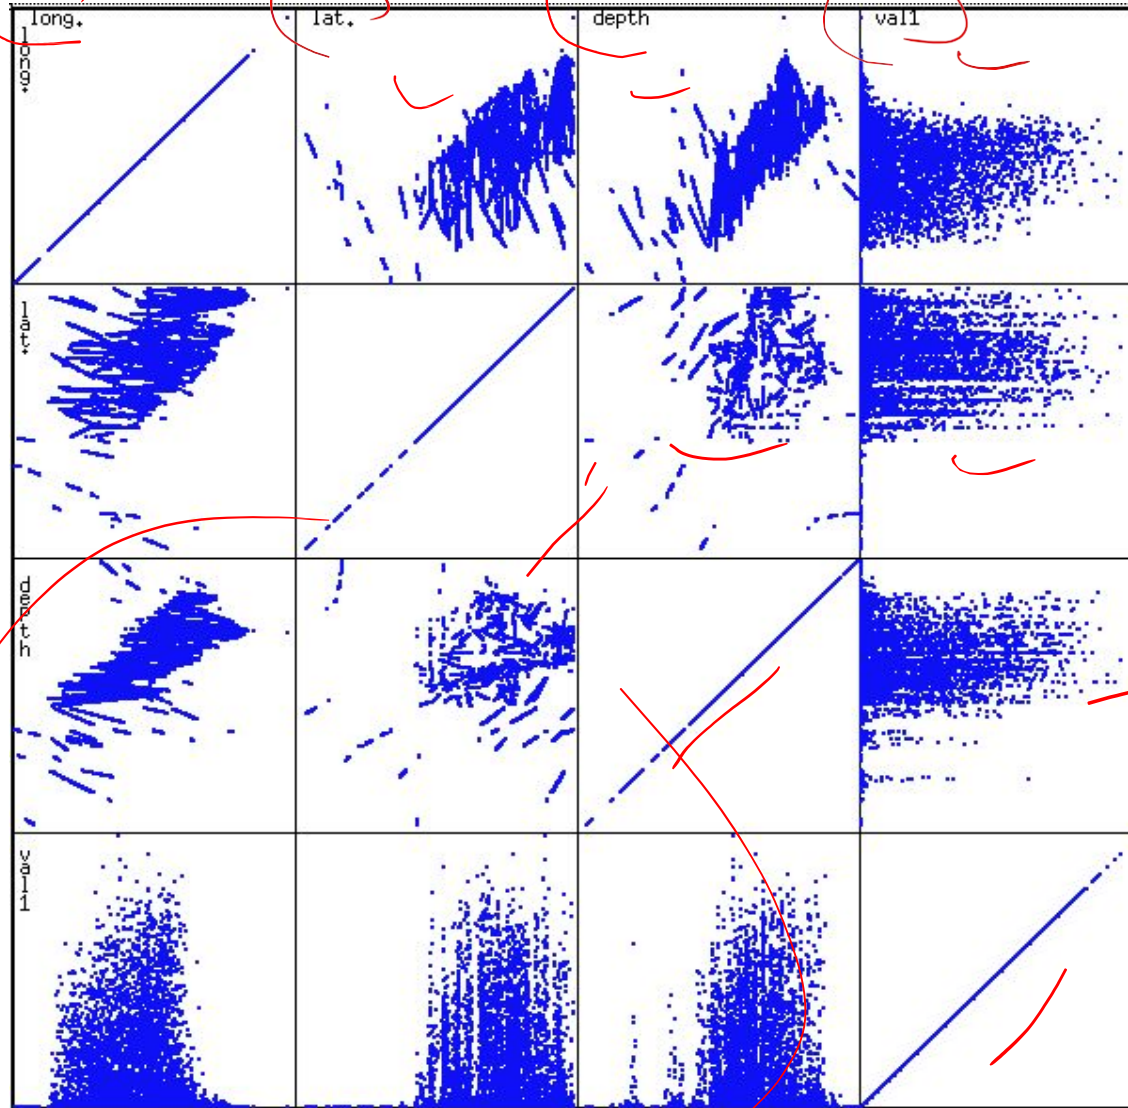 long. lat. depth val1
long.
lat.
depth
val1